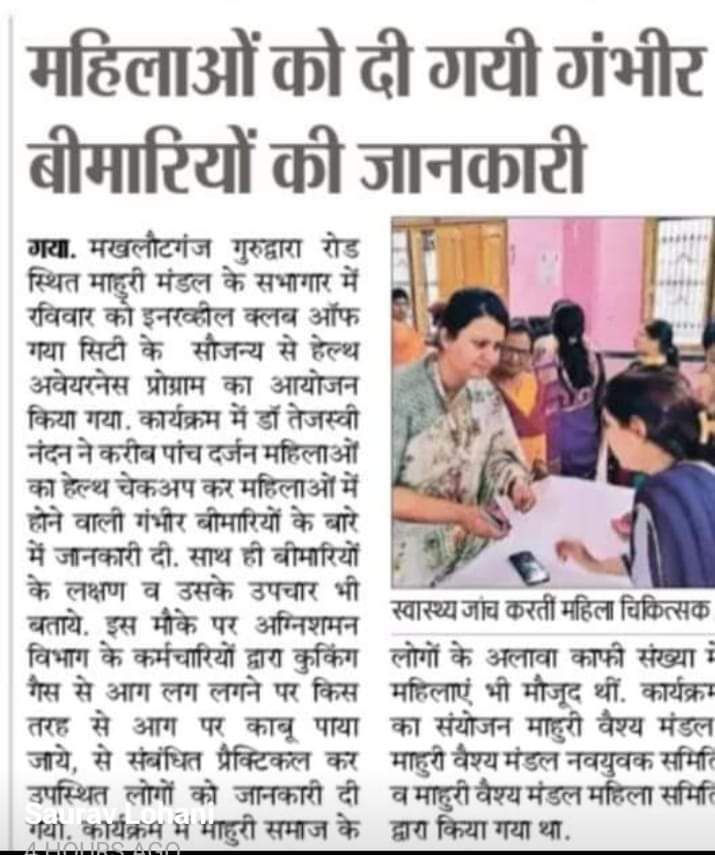 महिलाओं को दी गयी गंभीर
बीमारियों की जानकारी
गया. मखलौटगंज गुरुद्वारा रोड
स्थित माहुरी मंडल के सभागार में
रविवार को इनरव्हील क्लब ऑफ
गया सिटी के सौजन्य से हेल्थ
अवेयरनेस प्रोग्राम का आयोजन
किया गया. कार्यक्रम में डॉ तेजस्वी
नंदन ने करीब पांच दर्जन महिलाओं
का हेल्थ चेकअप कर महिलाओं में
होने वाली गंभीर बीमारियों के बारे
में जानकारी दी. साथ ही बीमारियों
के लक्षण व उसके उपचार भी
बताये. इस मौके पर अग्निशमन
विभाग के कर्मचारियों द्वारा कुकिंग
गैस से आग लग लगने पर किस
तरह से आग पर काबू पाया
जाये, से संबंधित प्रैक्टिकल कर
उपस्थित लोगों को जानकारी दी
गयी. कार्यक्रम में माहुरी समाज के
स्वास्थ्य जांच करतीं महिला चिकित्सक
लोगों के अलावा काफी संख्या में
महिलाएं भी मौजूद थीं. कार्यक्रम
का संयोजन माहुरी वैश्य मंडल
माहुरी वैश्य मंडल नवयुवक समिति
व माहुरी वैश्य मंडल महिला समिति
द्वारा किया गया था.
Saurav Lohani
4 HOURS AGO